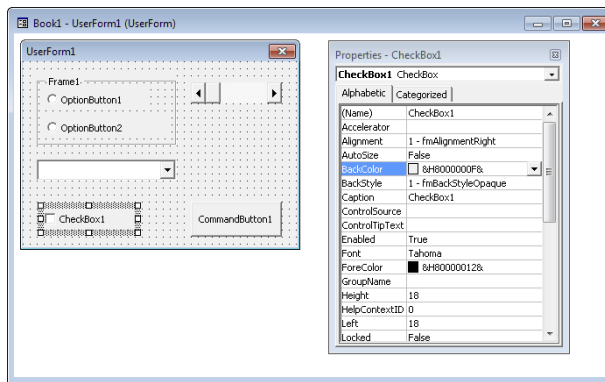 Book1 - UserForm1 (UserForm)
UserForm1
Frame1
OptionButton1
OptionButton2
CheckBox1
CommandButton1
Properties - CheckBox1
CheckBox1 CheckBox
Alphabetic Categorized
(Name) CheckBox1
Accelerator
Alignment 1 - fmAlignmentRight
AutoSize False
BackColor &H8000000F&
BackStyle 1 - fmBackStyleOpaque
Caption CheckBox1
ControlSource
ControlTipText
Enabled True
Font Tahoma
ForeColor &H80000012&
GroupName
Height 18
HelpContextID 0
Left 18
Locked False